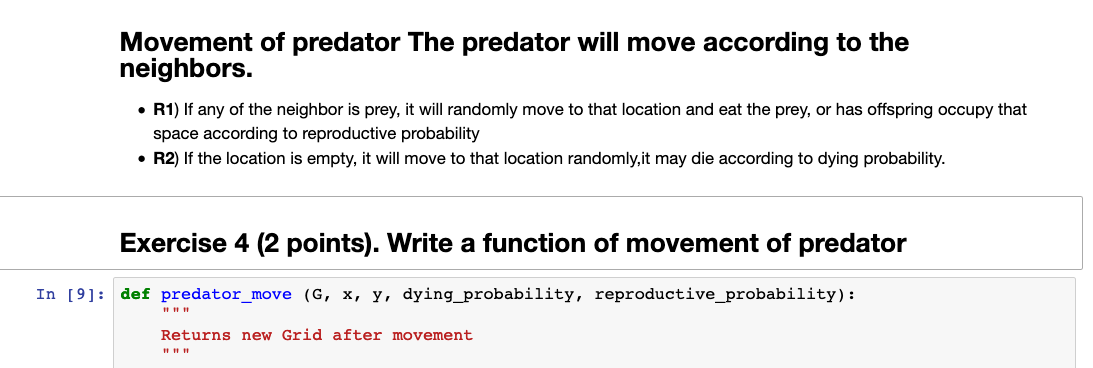 Movement of predator The predator will move according to the
neighbors.
• R1) If any of the neighbor is prey, it will randomly move to that location and eat the prey, or has offspring occupy that
space according to reproductive probability
• R2) If the location is empty, it will move to that location randomly,it may die according to dying probability.
Exercise 4 (2 points). Write a function of movement of predator
In [9]: def predator_move (G, x, y, dying_probability, reproductive_probability):
"""
Returns new Grid after movement
"""